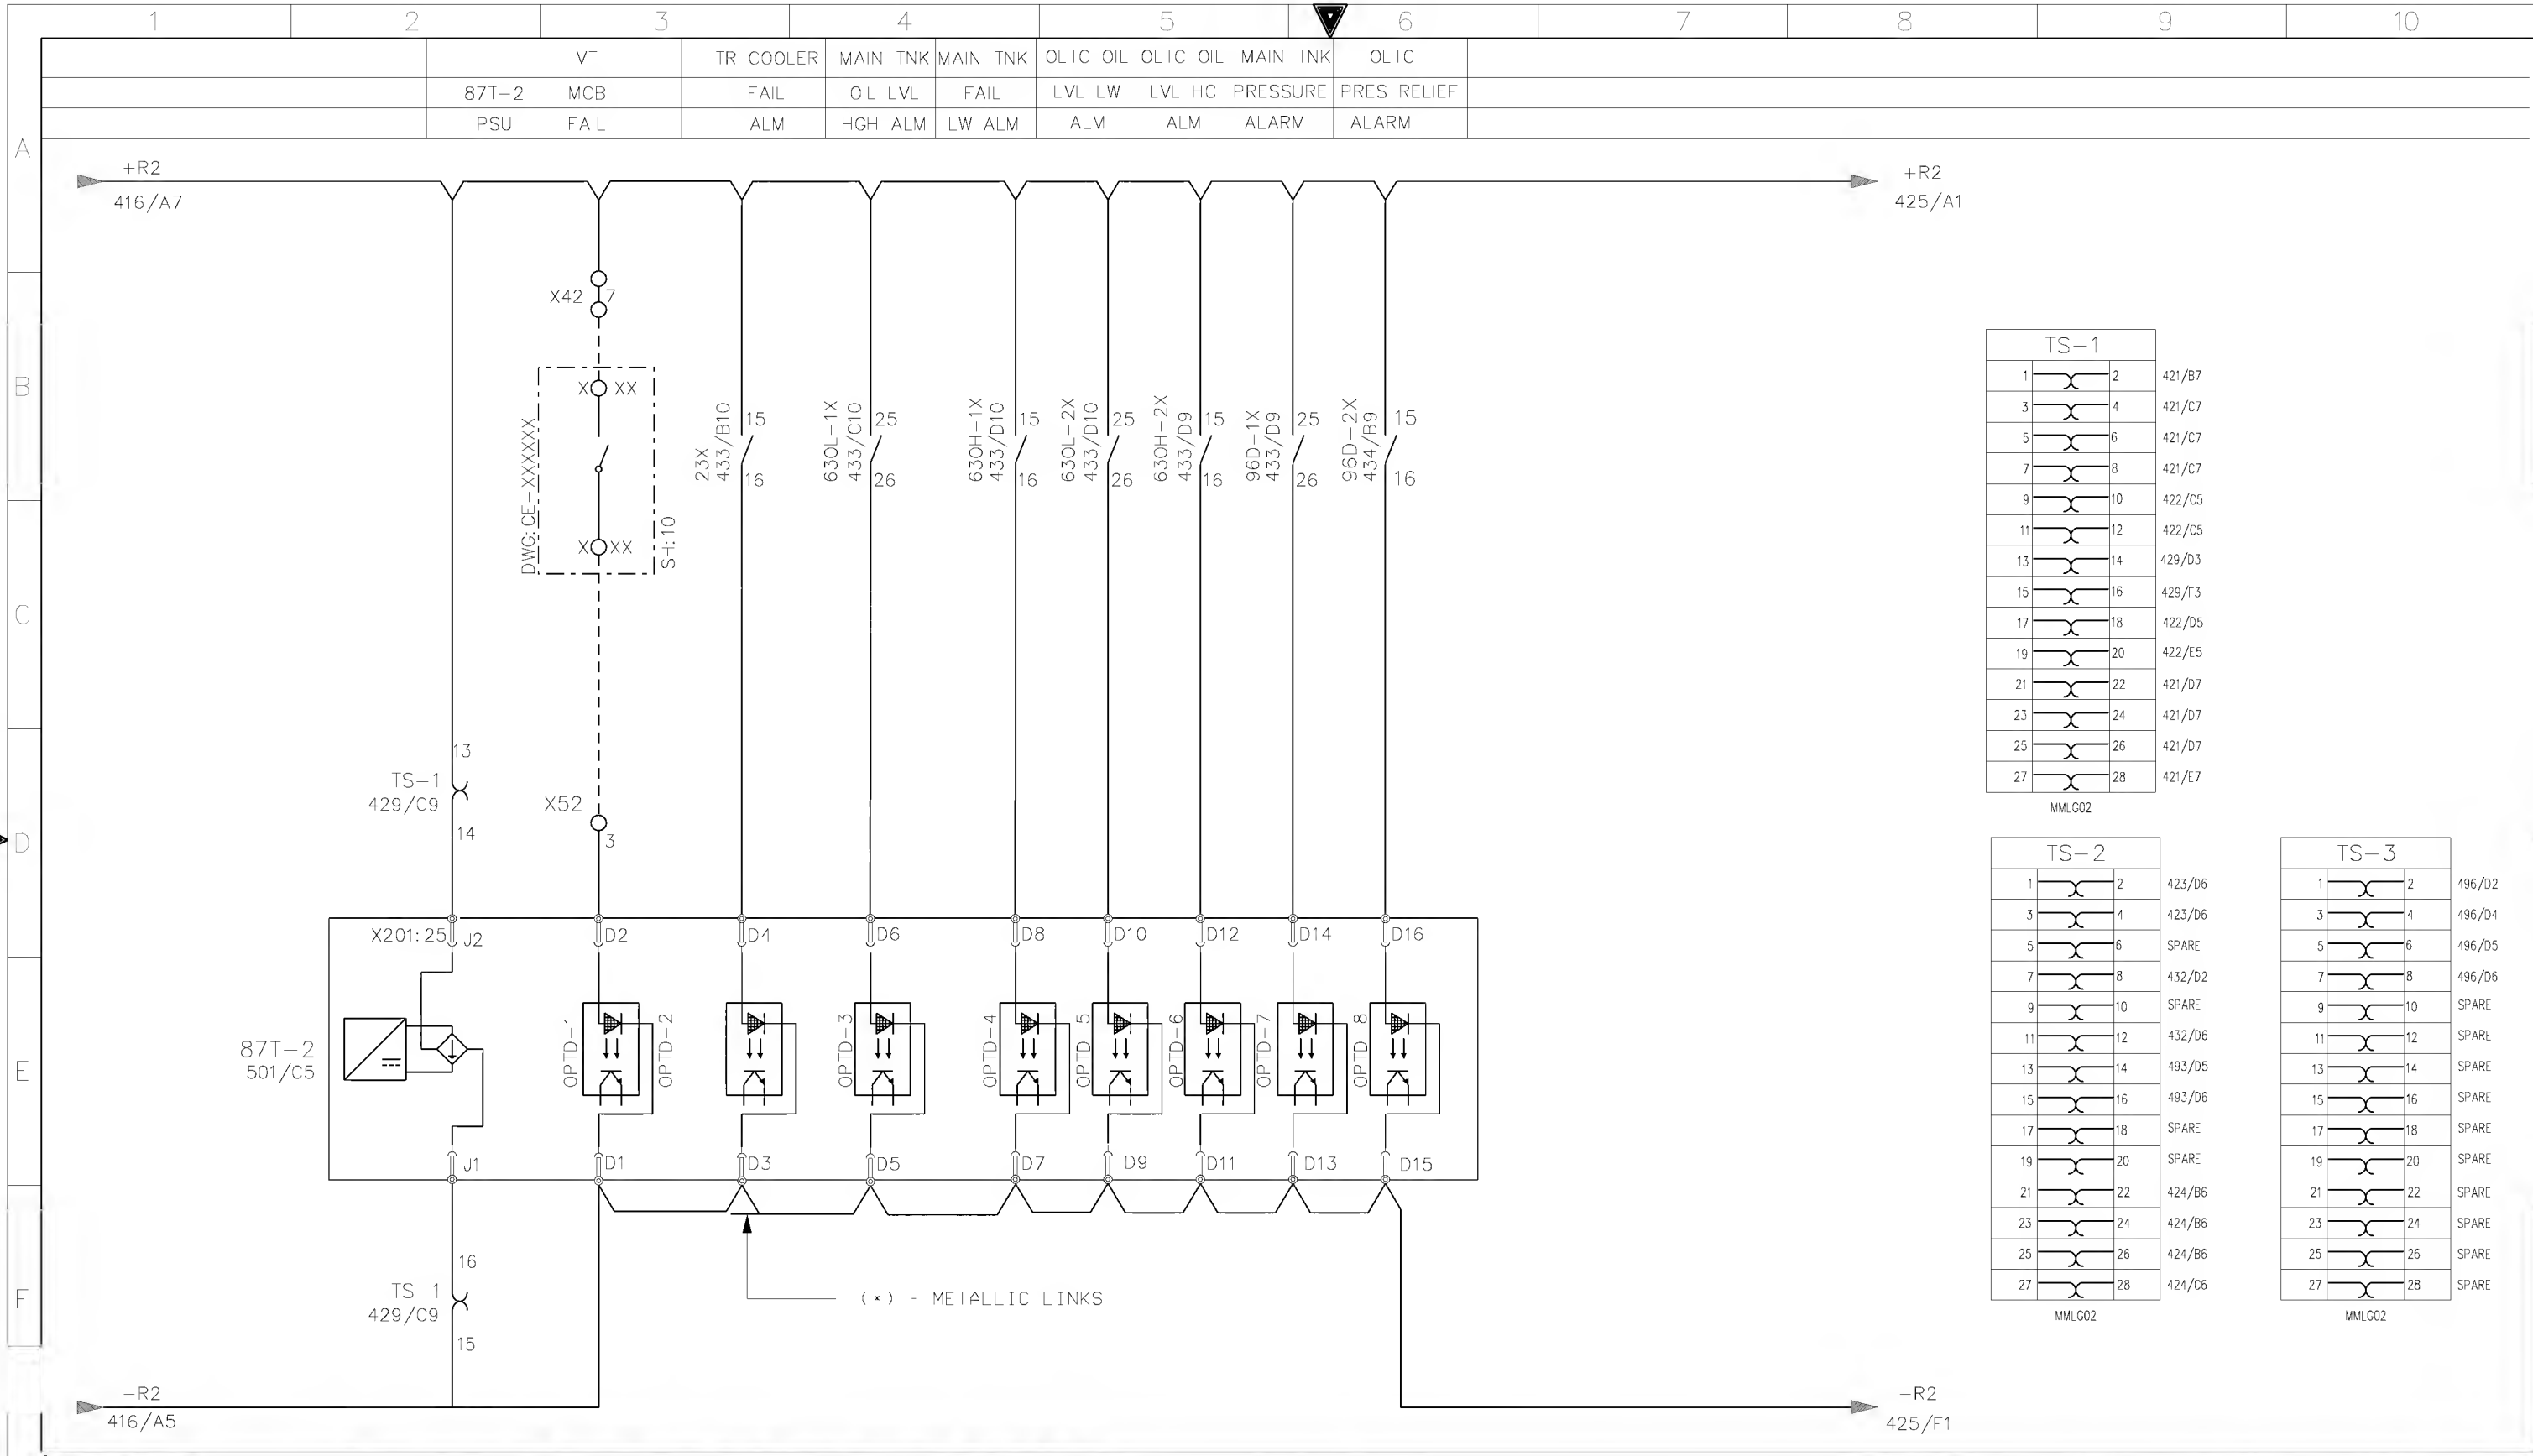 1 2 3 4 5 6 7 8 9 10
VT TR COOLER MAIN TNK MAIN TNK OLTC OIL OLTC OIL MAIN TNK OLTC
87T-2 MCB FAIL OIL LVL FAIL LVL LW LVL HC PRESSURE PRES RELIEF
PSU FAIL ALM HGH ALM LW ALM ALM ALM ALARM ALARM
A
B
C
D
E
F
+R2
416/A7
+R2
425/A1
X42 7
X XX
DWG:CE-XXXXXX
SH:10
X XX
23X
433/B10
15
16
630L-1X
433/C10
25
26
630H-1X
433/D10
15
16
630L-2X
433/D10
25
26
630H-2X
433/D9
15
16
96D-1X
433/D9
25
26
96D-2X
434/B9
15
16
13
TS-1
429/C9
14
X52
3
X201:25 J2 D2 D4 D6 D8 D10 D12 D14 D16
87T-2
501/C5
OPTD-1
OPTD-2
OPTD-3
OPTD-4
OPTD-5
OPTD-6
OPTD-7
OPTD-8
J1 D1 D3 D5 D7 D9 D11 D13 D15
16
TS-1
429/C9
15
(*) - METALLIC LINKS
-R2
416/A5
-R2
425/F1
TS-1
1 2 421/B7
3 4 421/C7
5 6 421/C7
7 8 421/C7
9 10 422/C5
11 12 422/C5
13 14 429/D3
15 16 429/F3
17 18 422/D5
19 20 422/E5
21 22 421/D7
23 24 421/D7
25 26 421/D7
27 28 421/E7
MMLG02
TS-2
1 2 423/D6
3 4 423/D6
5 6 SPARE
7 8 432/D2
9 10 SPARE
11 12 432/D6
13 14 493/D5
15 16 493/D6
17 18 SPARE
19 20 SPARE
21 22 424/B6
23 24 424/B6
25 26 424/B6
27 28 424/C6
MMLG02
TS-3
1 2 496/D2
3 4 496/D4
5 6 496/D5
7 8 496/D6
9 10 SPARE
11 12 SPARE
13 14 SPARE
15 16 SPARE
17 18 SPARE
19 20 SPARE
21 22 SPARE
23 24 SPARE
25 26 SPARE
27 28 SPARE
MMLG02